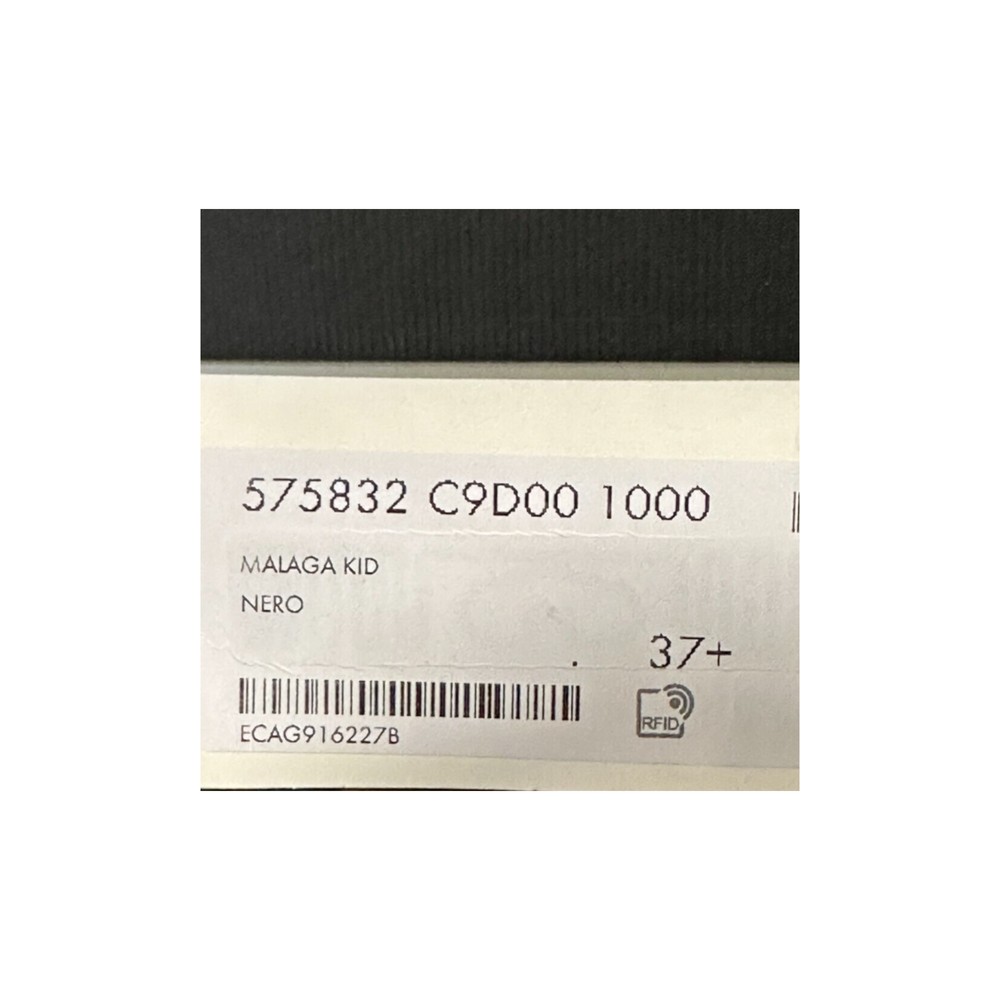 575832 C9D00 1000
MALAGA KID
NERO
37+
RFID
ECAG916227B